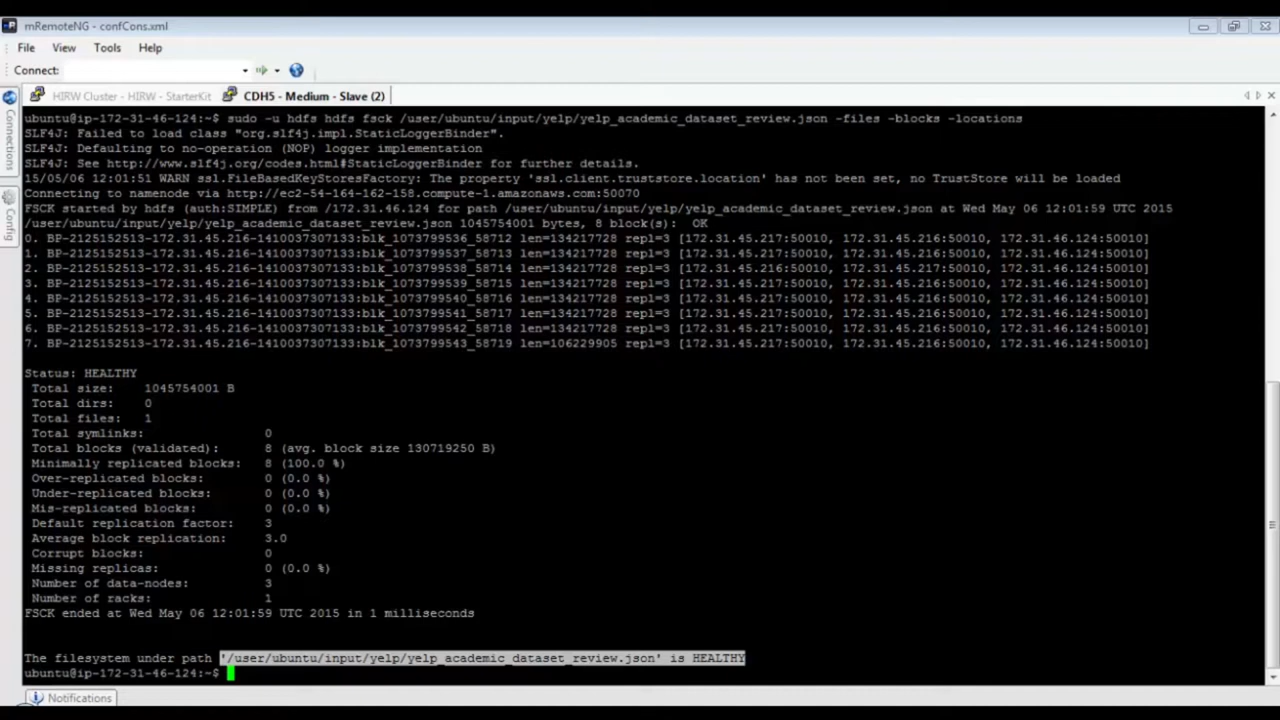 mRemoteNG - confCons.xml
File View Tools Help
Connect:
HIRW Cluster - HIRW - StarterKit CDH5 - Medium - Slave (2)
Connections
Config
ubuntu@ip-172-31-46-124:~$ sudo -u hdfs hdfs fsck /user/ubuntu/input/yelp/yelp_academic_dataset_review.json -files -blocks -locations
SLF4J: Failed to load class "org.slf4j.impl.StaticLoggerBinder".
SLF4J: Defaulting to no-operation (NOP) logger implementation
SLF4J: See http://www.slf4j.org/codes.html#StaticLoggerBinder for further details.
15/05/06 12:01:51 WARN ssl.FileBasedKeyStoresFactory: The property 'ssl.client.truststore.location' has not been set, no TrustStore will be loaded
Connecting to namenode via http://ec2-54-164-162-158.compute-1.amazonaws.com:50070
FSCK started by hdfs (auth:SIMPLE) from /172.31.46.124 for path /user/ubuntu/input/yelp/yelp_academic_dataset_review.json at Wed May 06 12:01:59 UTC 2015
/user/ubuntu/input/yelp/yelp_academic_dataset_review.json 1045754001 bytes, 8 block(s): OK
0. BP-2125152513-172.31.45.216-1410037307133:blk_1073799536_58712 len=134217728 repl=3 [172.31.45.217:50010, 172.31.45.216:50010, 172.31.46.124:50010]
1. BP-2125152513-172.31.45.216-1410037307133:blk_1073799537_58713 len=134217728 repl=3 [172.31.45.217:50010, 172.31.45.216:50010, 172.31.46.124:50010]
2. BP-2125152513-172.31.45.216-1410037307133:blk_1073799538_58714 len=134217728 repl=3 [172.31.45.216:50010, 172.31.45.217:50010, 172.31.46.124:50010]
3. BP-2125152513-172.31.45.216-1410037307133:blk_1073799539_58715 len=134217728 repl=3 [172.31.45.217:50010, 172.31.45.216:50010, 172.31.46.124:50010]
4. BP-2125152513-172.31.45.216-1410037307133:blk_1073799540_58716 len=134217728 repl=3 [172.31.45.217:50010, 172.31.45.216:50010, 172.31.46.124:50010]
5. BP-2125152513-172.31.45.216-1410037307133:blk_1073799541_58717 len=134217728 repl=3 [172.31.45.217:50010, 172.31.45.216:50010, 172.31.46.124:50010]
6. BP-2125152513-172.31.45.216-1410037307133:blk_1073799542_58718 len=134217728 repl=3 [172.31.45.217:50010, 172.31.45.216:50010, 172.31.46.124:50010]
7. BP-2125152513-172.31.45.216-1410037307133:blk_1073799543_58719 len=106229905 repl=3 [172.31.45.217:50010, 172.31.45.216:50010, 172.31.46.124:50010]
Status: HEALTHY
Total size: 1045754001 B
Total dirs: 0
Total files: 1
Total symlinks: 0
Total blocks (validated): 8 (avg. block size 130719250 B)
Minimally replicated blocks: 8 (100.0 %)
Over-replicated blocks: 0 (0.0 %)
Under-replicated blocks: 0 (0.0 %)
Mis-replicated blocks: 0 (0.0 %)
Default replication factor: 3
Average block replication: 3.0
Corrupt blocks: 0
Missing replicas: 0 (0.0 %)
Number of data-nodes: 3
Number of racks: 1
FSCK ended at Wed May 06 12:01:59 UTC 2015 in 1 milliseconds
The filesystem under path '/user/ubuntu/input/yelp/yelp_academic_dataset_review.json' is HEALTHY
ubuntu@ip-172-31-46-124:~$
Notifications